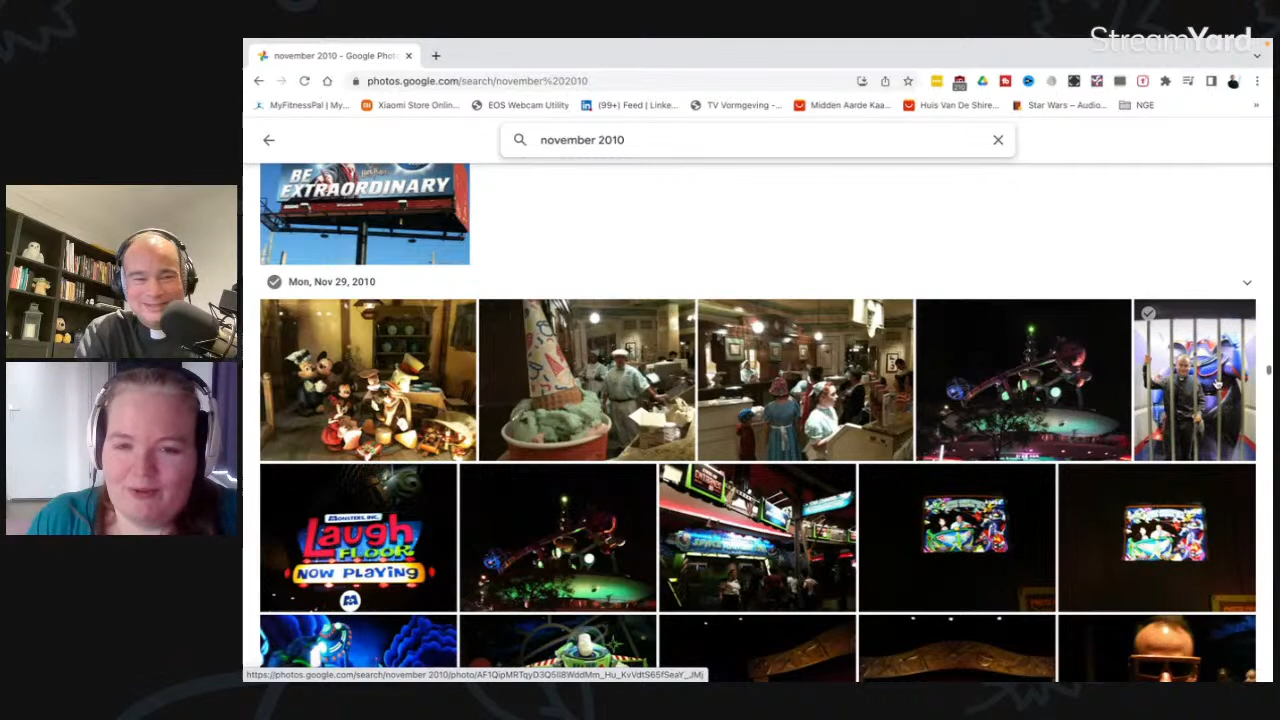 StreamYard
november 2010 - Google Phot
photos.google.com/search/november%202010
MyFitnessPal | My...
Xiaomi Store Onlin...
EOS Webcam Utility
(99+) Feed | Linke...
TV Vormgeving -...
Midden Aarde Kaa...
Huis Van De Shire...
Star Wars – Audio...
NGE
november 2010
BE
EXTRAORDINARY
Mon, Nov 29, 2010
MONSTERS, INC.
Laugh
FLOOR
NOW PLAYING